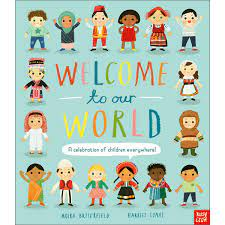 WELCOME
to our
WORLD
A celebration of children everywhere!
MOIRA BUTTERFIELD
HARRIET LYNAS
nosy
crow